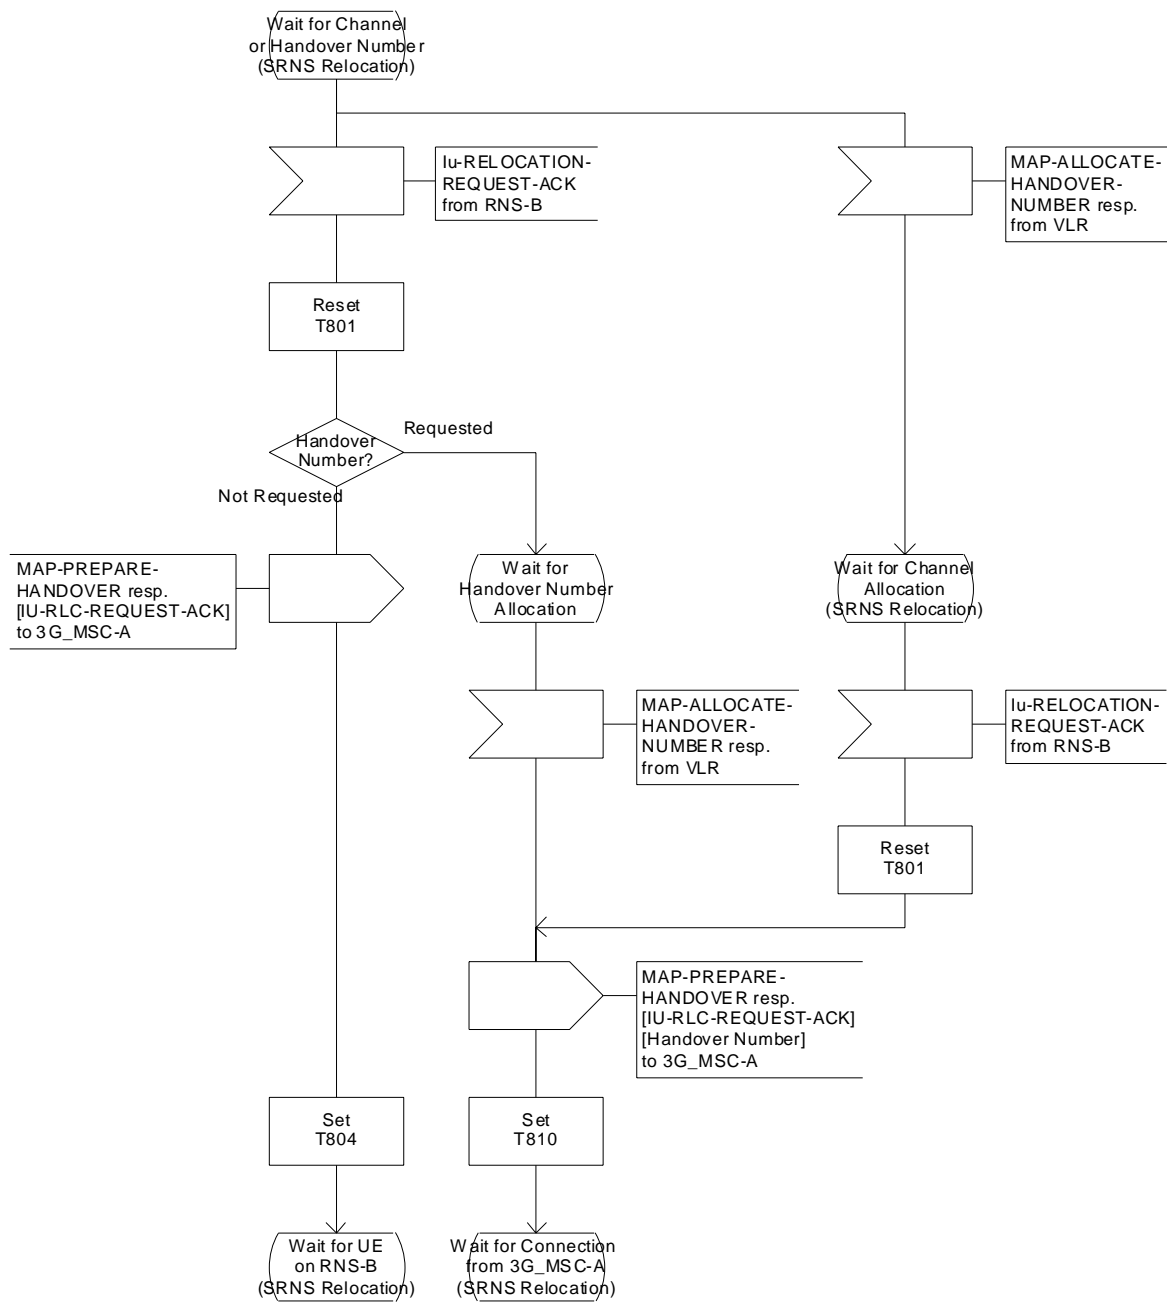 Wait for Channel
or Handover Number
(SRNS Relocation)
Iu-RELOCATION-
REQUEST-ACK
from RNS-B
MAP-ALLOCATE-
HANDOVER-
NUMBER resp.
from VLR
Reset
T801
Handover
Number?
Requested
Not Requested
MAP-PREPARE-
HANDOVER resp.
[IU-RLC-REQUEST-ACK]
to 3G_MSC-A
Wait for
Handover Number
Allocation
Wait for Channel
Allocation
(SRNS Relocation)
MAP-ALLOCATE-
HANDOVER-
NUMBER resp.
from VLR
Iu-RELOCATION-
REQUEST-ACK
from RNS-B
Reset
T801
MAP-PREPARE-
HANDOVER resp.
[IU-RLC-REQUEST-ACK]
[Handover Number]
to 3G_MSC-A
Set
T804
Set
T810
Wait for UE
on RNS-B
(SRNS Relocation)
Wait for Connection
from 3G_MSC-A
(SRNS Relocation)